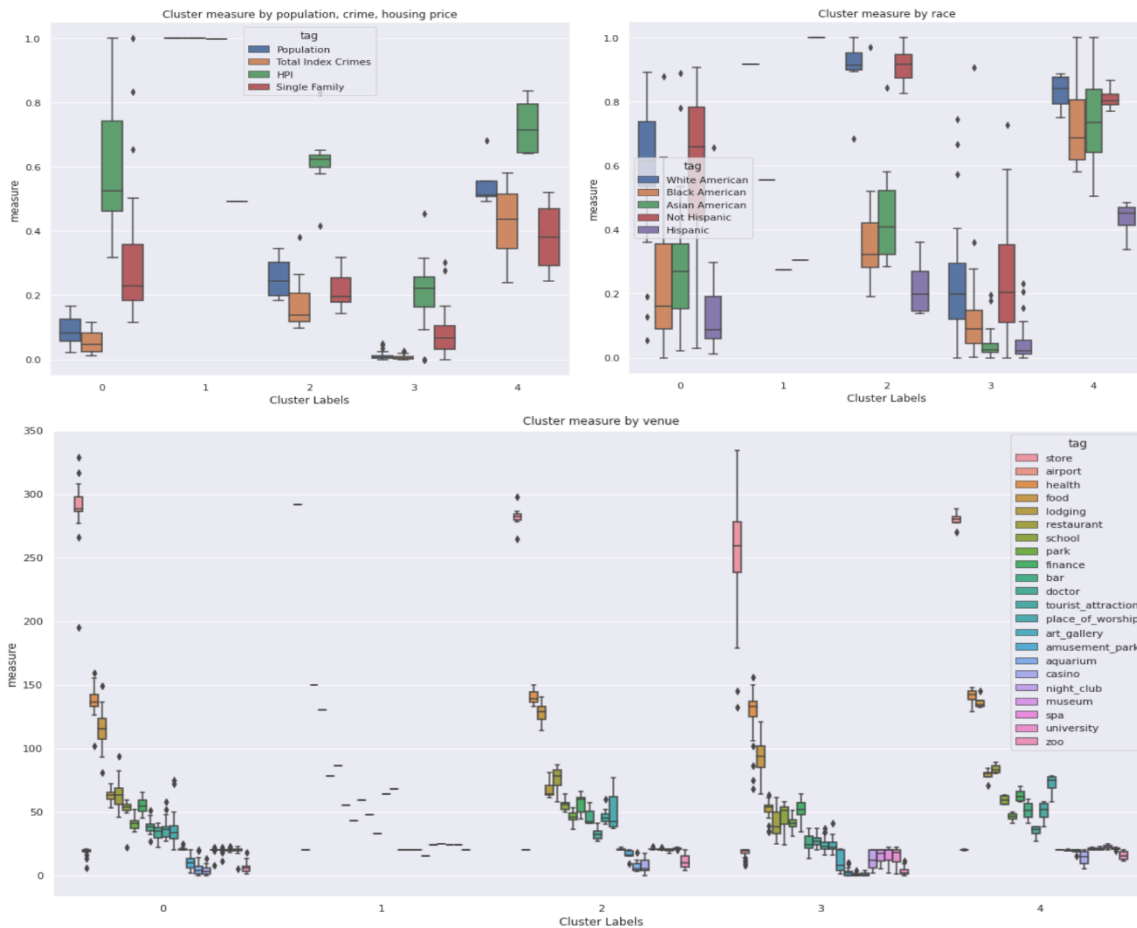 Cluster measure by population, crime, housing price
tag
Population
Total Index Crimes
HPI
Single Family
1.0
0.8
0.6
0.4
0.2
0.0
measure
0 1 2 3 4
Cluster Labels
Cluster measure by race
tag
White American
Black American
Asian American
Not Hispanic
Hispanic
1.0
0.8
0.6
0.4
0.2
0.0
measure
0 1 2 3 4
Cluster Labels
Cluster measure by venue
tag
store
airport
health
food
lodging
restaurant
school
park
finance
bar
doctor
tourist_attraction
place_of_worship
art_gallery
amusement_park
aquarium
casino
night_club
museum
spa
university
zoo
350
300
250
200
150
100
50
0
measure
0 1 2 3 4
Cluster Labels